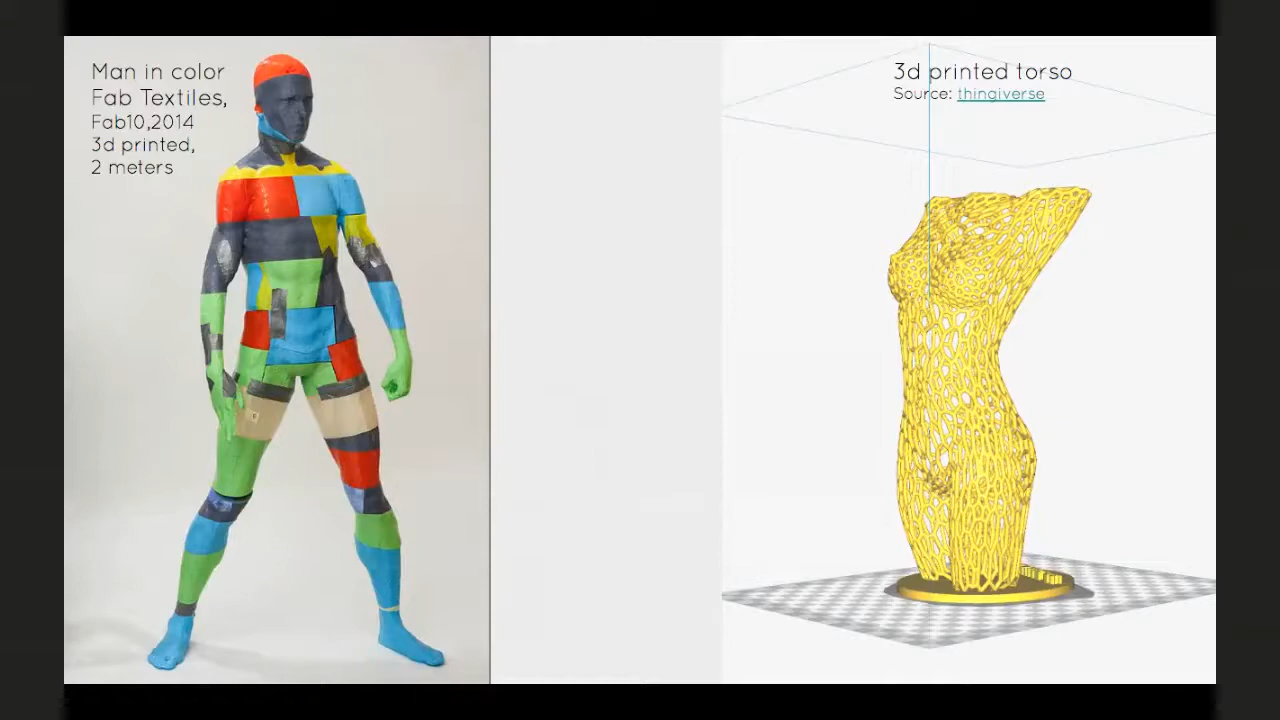 Man in color
Fab Textiles,
Fab10,2014
3d printed,
2 meters
3d printed torso
Source: thingiverse